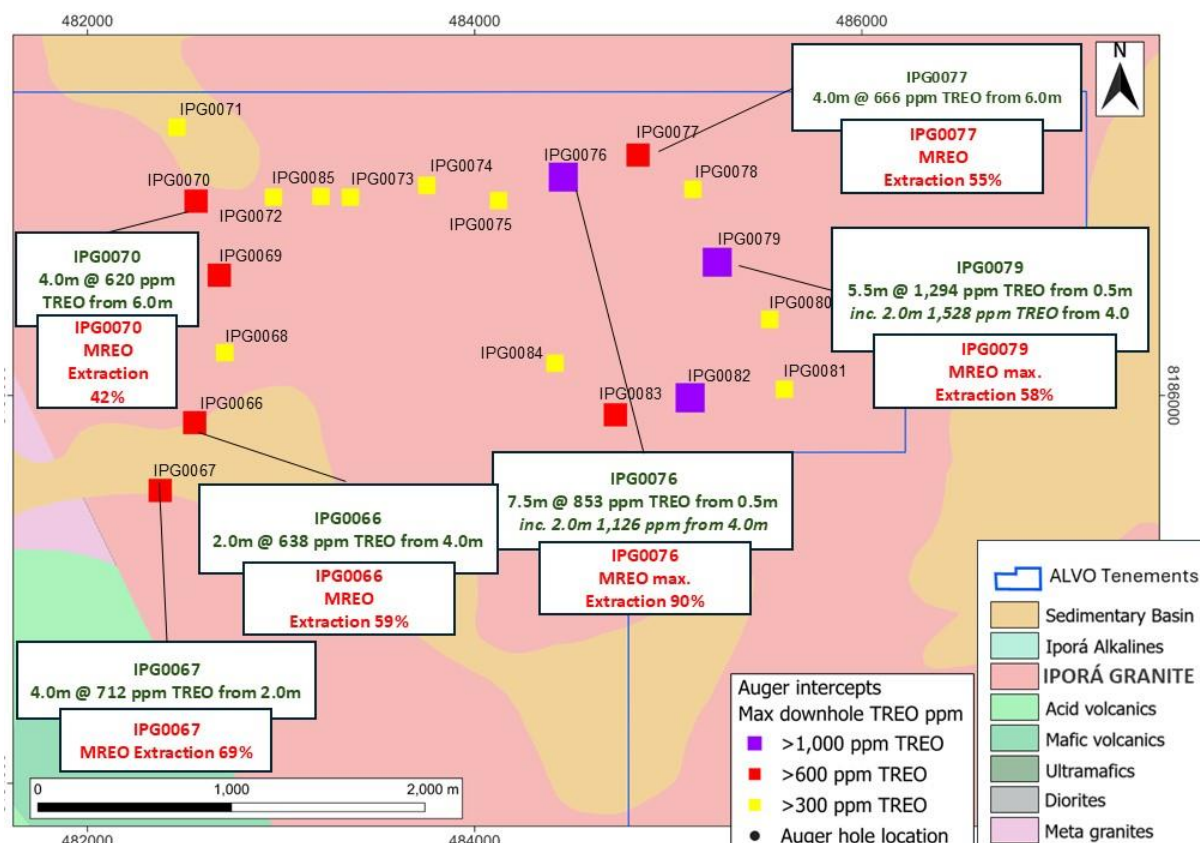 482000
484000
486000
N
IPG0071
IPG0070
IPG0072
IPG0085
IPG0073
IPG0074
IPG0075
IPG0076
IPG0077
IPG0078
IPG0079
IPG0080
IPG0081
IPG0082
IPG0083
IPG0084
IPG0069
IPG0068
IPG0066
IPG0067
8186000
IPG0077
4.0m @ 666 ppm TREO from 6.0m
IPG0077
MREO
Extraction 55%
IPG0070
4.0m @ 620 ppm
TREO from 6.0m
IPG0070
MREO
Extraction
42%
IPG0079
5.5m @ 1,294 ppm TREO from 0.5m
inc. 2.0m 1,528 ppm TREO from 4.0
IPG0079
MREO max.
Extraction 58%
IPG0076
7.5m @ 853 ppm TREO from 0.5m
inc. 2.0m 1,126 ppm from 4.0m
IPG0076
MREO max.
Extraction 90%
IPG0066
2.0m @ 638 ppm TREO from 4.0m
IPG0066
MREO
Extraction 59%
IPG0067
4.0m @ 712 ppm TREO from 2.0m
IPG0067
MREO Extraction 69%
0 1,000 2,000 m
Auger intercepts
Max downhole TREO ppm
>1,000 ppm TREO
>600 ppm TREO
>300 ppm TREO
Auger hole location
ALVO Tenements
Sedimentary Basin
Iporá Alkalines
IPORÁ GRANITE
Acid volcanics
Mafic volcanics
Ultramafics
Diorites
Meta granites
482000
484000